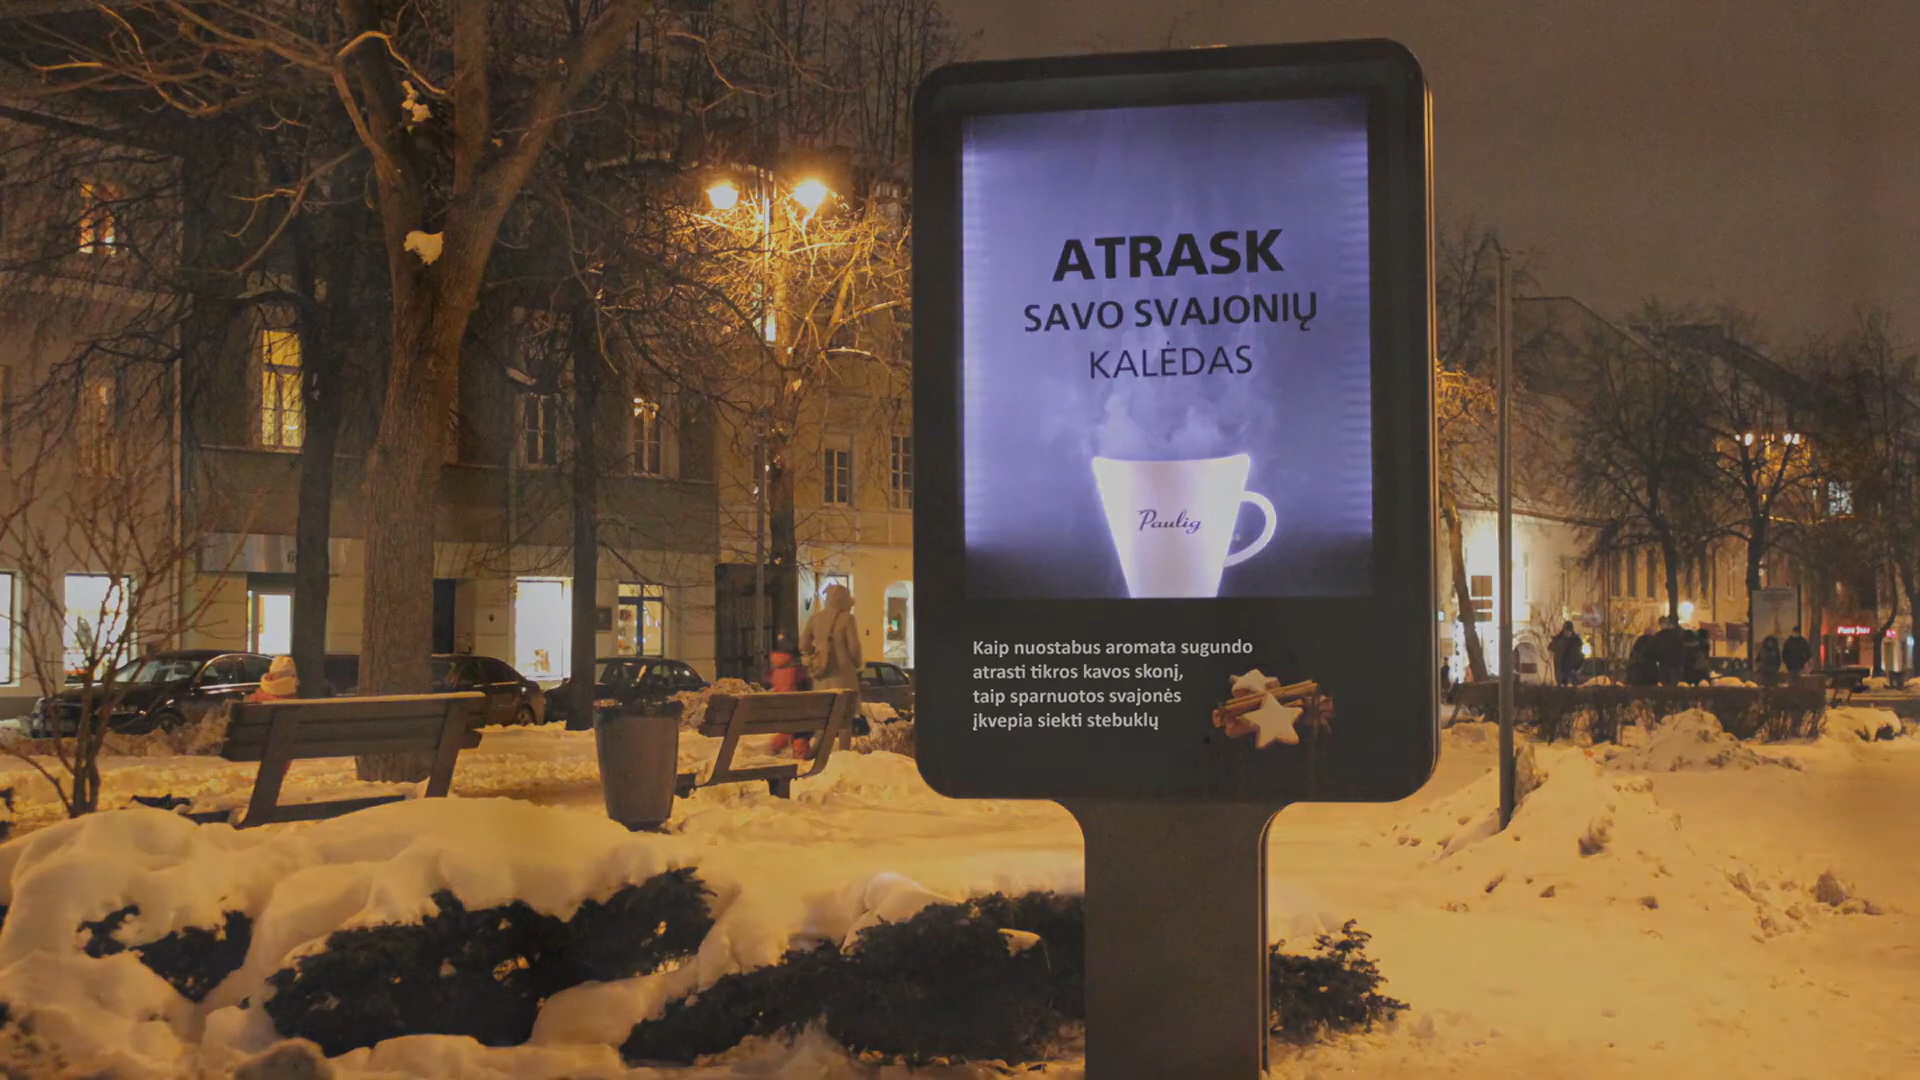 ATRASK
SAVO SVAJONIŲ
KALĖDAS
Paulig
Kaip nuostabus aromata sugundo
atrasti tikros kavos skonį,
taip sparnuotos svajonės
įkvepia siekti stebuklų